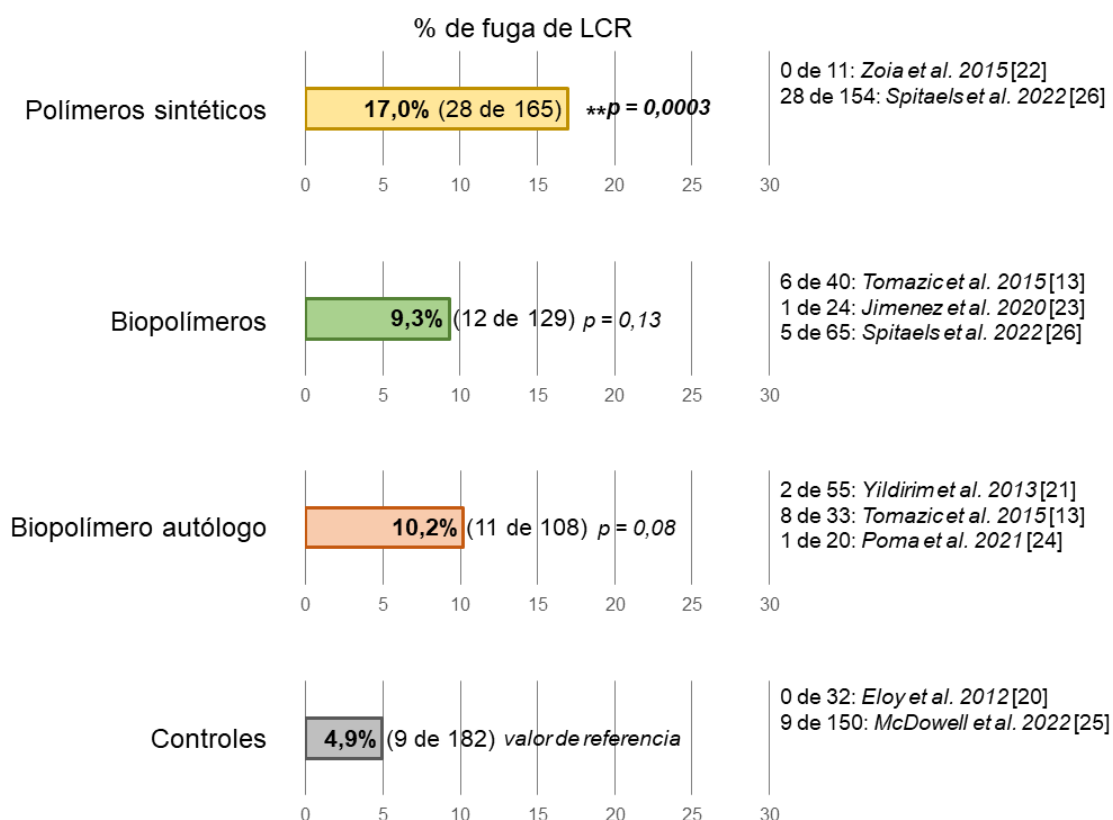 % de fuga de LCR
Polímeros sintéticos
17,0% (28 de 165)
**p = 0,0003
0 de 11: Zoia et al. 2015[22]
28 de 154: Spitaels et al. 2022[26]
0 5 10 15 20 25 30
Biopolímeros
9,3% (12 de 129) p = 0,13
6 de 40: Tomazic et al. 2015[13]
1 de 24: Jimenez et al. 2020[23]
5 de 65: Spitaels et al. 2022[26]
0 5 10 15 20 25 30
Biopolímero autólogo
10,2% (11 de 108) p = 0,08
2 de 55: Yildirim et al. 2013[21]
8 de 33: Tomazic et al. 2015[13]
1 de 20: Poma et al. 2021[24]
0 5 10 15 20 25 30
Controles
4,9% (9 de 182) valor de referencia
0 de 32: Eloy et al. 2012[20]
9 de 150: McDowell et al. 2022[25]
0 5 10 15 20 25 30